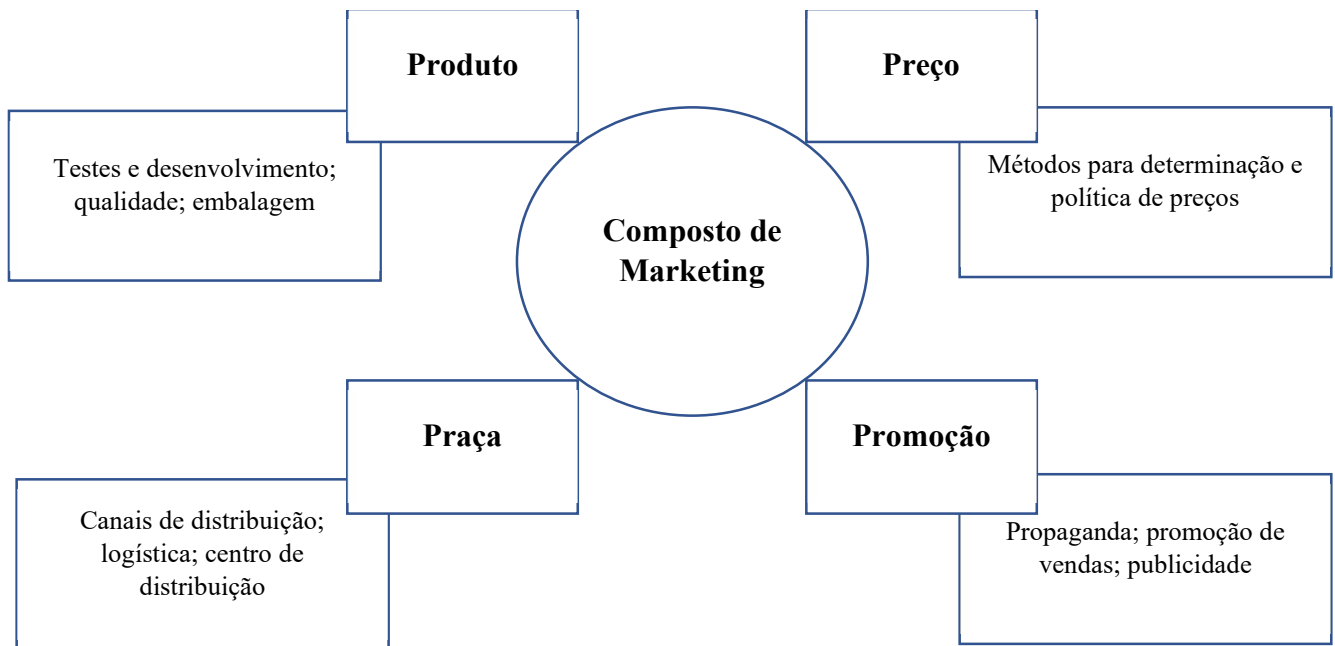 Produto
Preço
Testes e desenvolvimento;
qualidade; embalagem
Métodos para determinação e
política de preços
Composto de
Marketing
Praça
Promoção
Canais de distribuição;
logística; centro de
distribuição
Propaganda; promoção de
vendas; publicidade